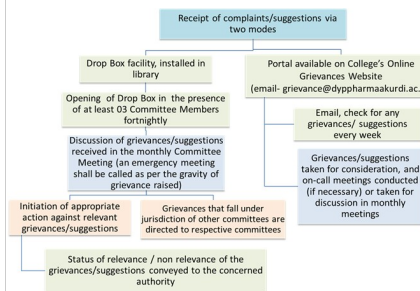 Receipt of complaints/suggestions via
two modes
Drop Box facility, installed in
library
Opening of Drop Box in the presence
of at least 03 Committee Members
fortnightly
Discussion of grievances/suggestions
received in the monthly Committee
Meeting (an emergency meeting
shall be called as per the gravity of
grievance raised)
Initiation of appropriate
action against relevant
grievances/suggestions
Grievances that fall under
jurisdiction of other committees are
directed to respective committees
Status of relevance / non relevance of the
grievances/suggestions conveyed to the concerned
authority
Portal available on College's Online
Grievances Website
(email- grievance@dyppharmaakurdi.ac.
Email, check for any
grievances/ suggestions
every week
Grievances/suggestions
taken for consideration, and
on-call meetings conducted
(if necessary) or taken for
discussion in monthly
meetings